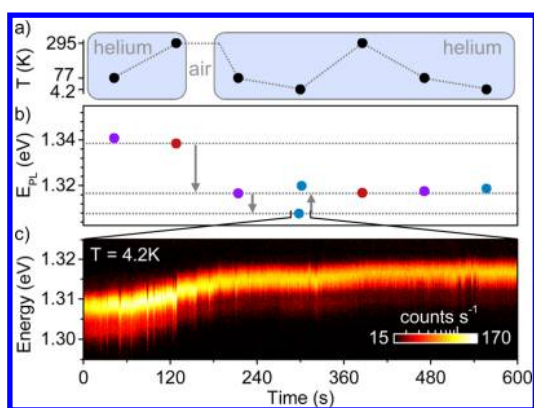 a)
T (K)
295
77
4.2
helium
air
helium
b)
E_PL (eV)
1.34
1.32
c)
Energy (eV)
1.32
1.31
1.30
T = 4.2K
counts s⁻¹
15
170
0
120
240
360
480
600
Time (s)